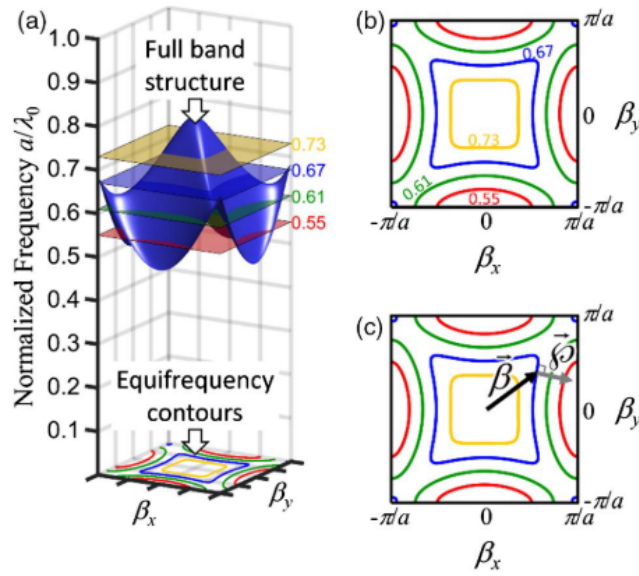 (a)
Normalized Frequency a/λ₀
1.0
0.9
0.8
0.7
0.6
0.5
0.4
0.3
0.2
0.1
Full band
structure
0.73
0.67
0.61
0.55
Equifrequency
contours
βx
βy
(b)
π/a
0.67
0
βy
0.73
0.61
0.55
-π/a
-π/a
0
π/a
βx
(c)
π/a
β⃗
℘⃗
0
βy
-π/a
-π/a
0
π/a
βx